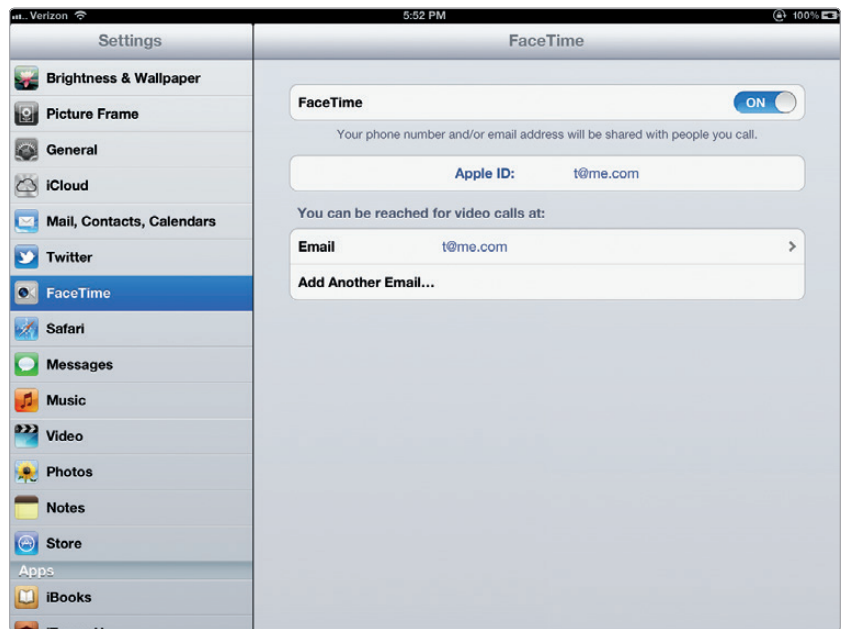 Verizon 5:52 PM 100%
Settings
FaceTime
Brightness & Wallpaper
Picture Frame
General
iCloud
Mail, Contacts, Calendars
Twitter
FaceTime
Safari
Messages
Music
Video
Photos
Notes
Store
Apps
iBooks
FaceTime ON
Your phone number and/or email address will be shared with people you call.
Apple ID: t@me.com
You can be reached for video calls at:
Email t@me.com
Add Another Email...